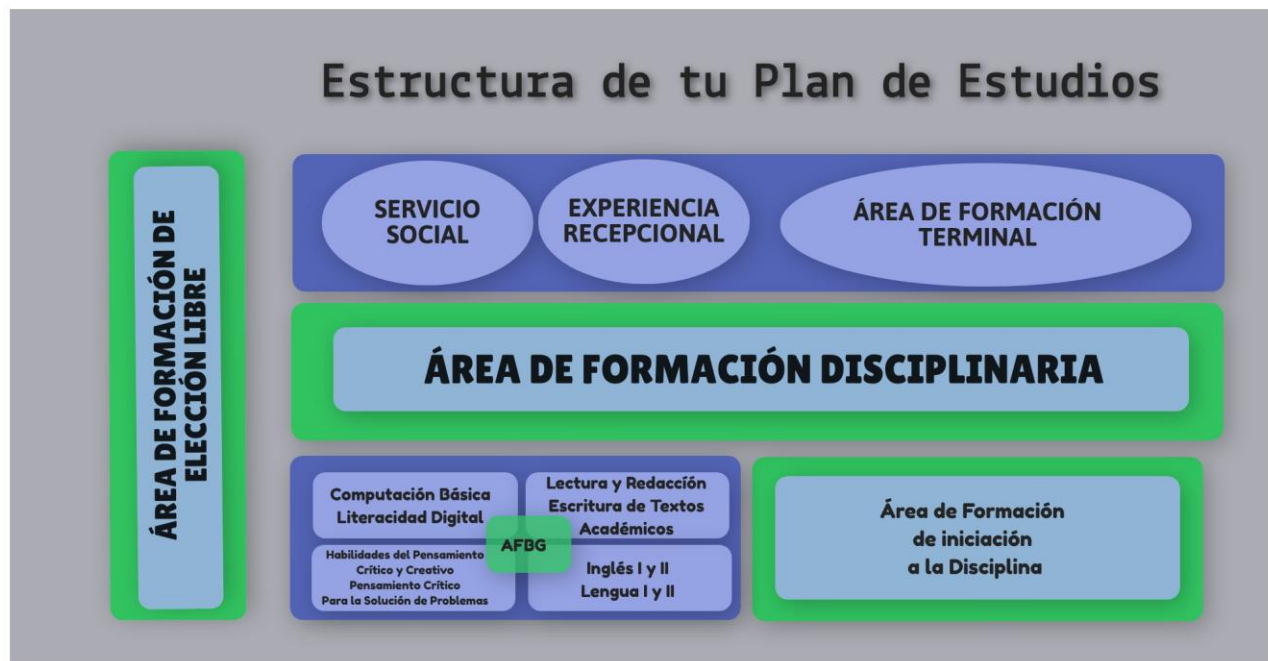 Estructura de tu Plan de Estudios
ÁREA DE FORMACIÓN DE
ELECCIÓN LIBRE
SERVICIO
SOCIAL
EXPERIENCIA
RECEPCIONAL
ÁREA DE FORMACIÓN
TERMINAL
ÁREA DE FORMACIÓN DISCIPLINARIA
Computación Básica
Literacidad Digital
Lectura y Redacción
Escritura de Textos
Académicos
AFBG
Habilidades del Pensamiento
Crítico y Creativo
Pensamiento Crítico
Para la Solución de Problemas
Inglés I y II
Lengua I y II
Área de Formación
de iniciación
a la Disciplina